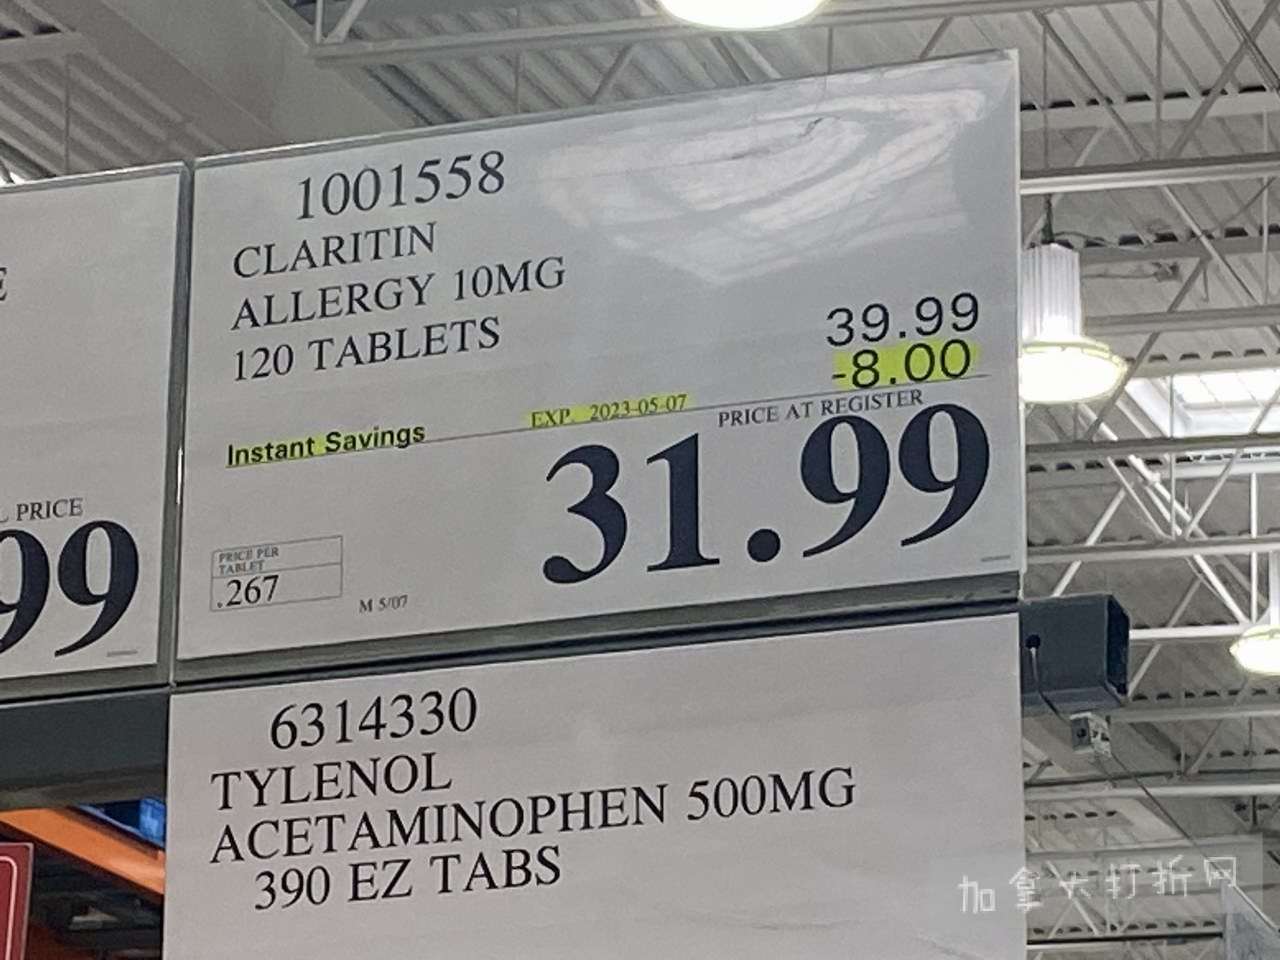 1001558
CLARITIN
ALLERGY 10MG
120 TABLETS
39.99
-8.00
EXP. 2023-05-07
PRICE AT REGISTER
Instant Savings
31.99
PRICE PER
TABLET
.267
M 5/07
E
PRICE
99
6314330
TYLENOL
ACETAMINOPHEN 500MG
390 EZ TABS
加拿大打折网